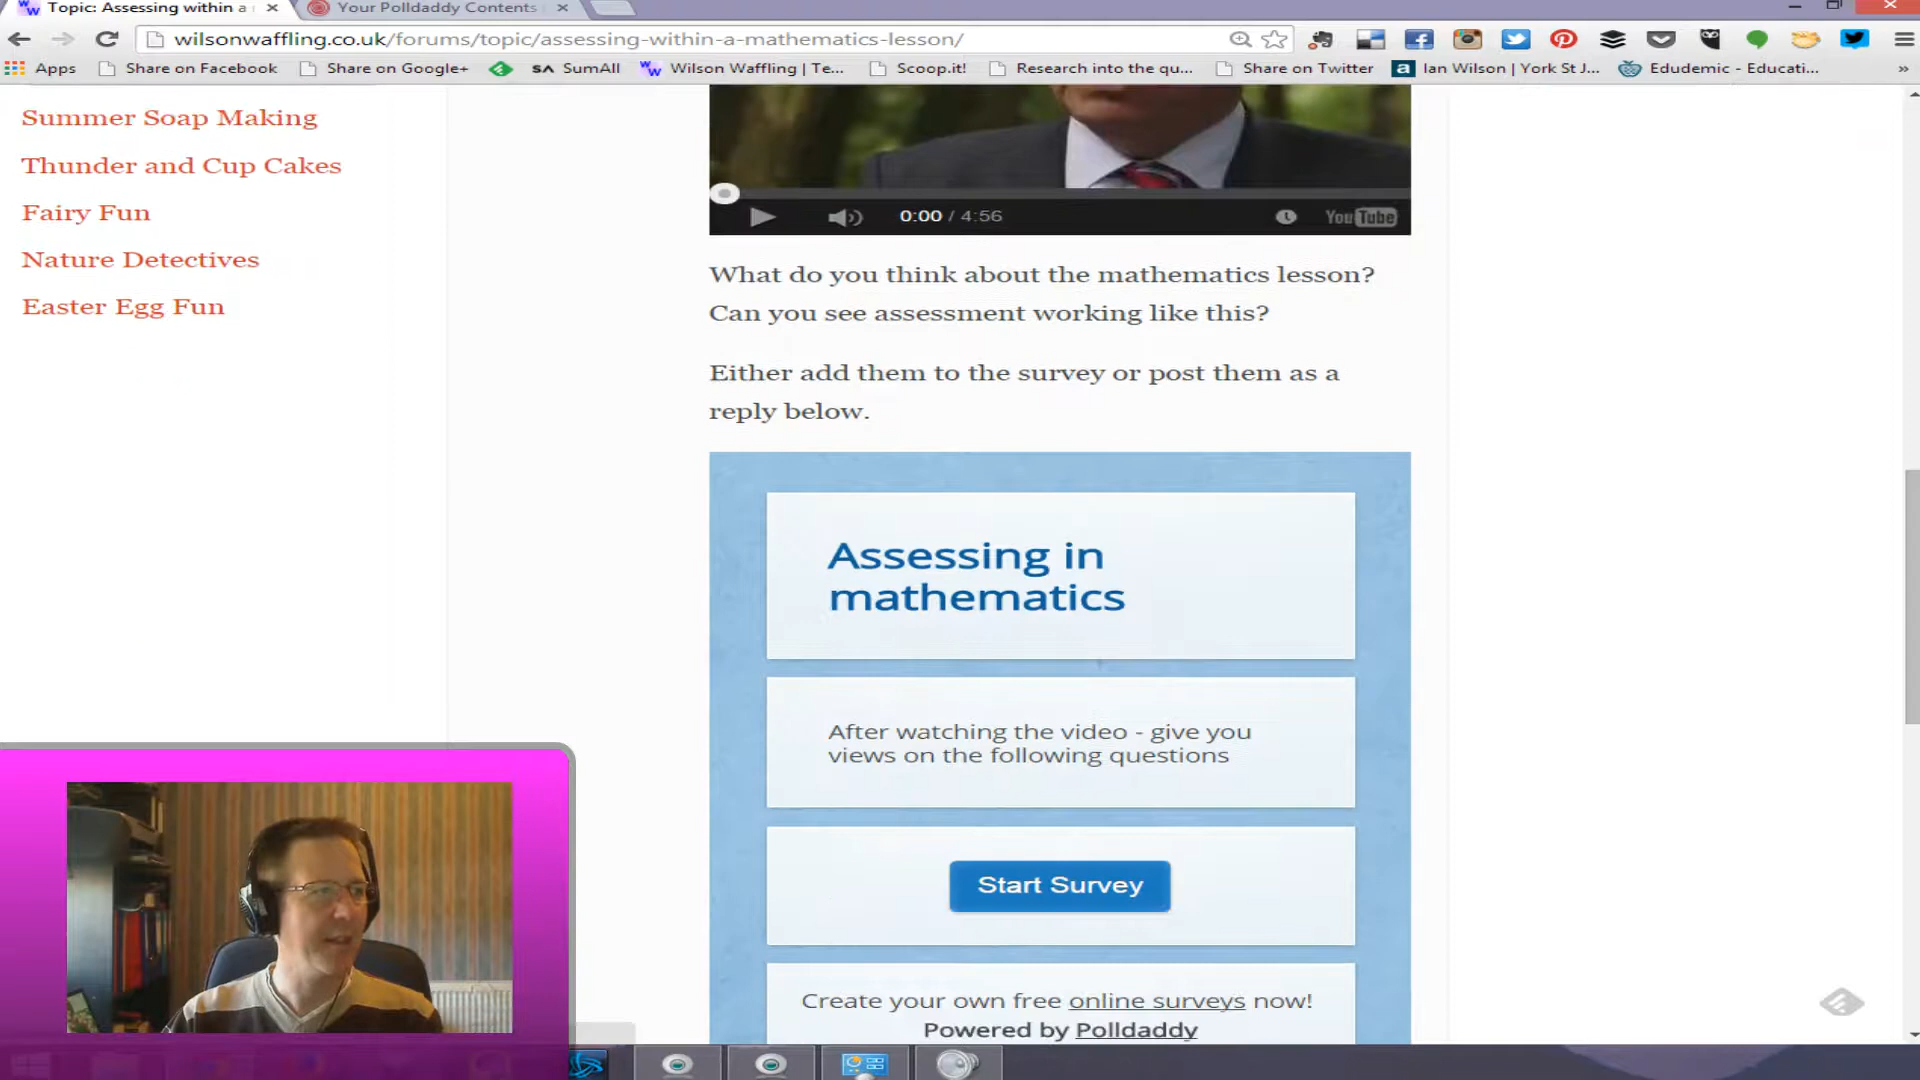 Topic: Assessing within a
Your Polldaddy Contents
wilsonwaffling.co.uk/forums/topic/assessing-within-a-mathematics-lesson/
Apps
Share on Facebook
Share on Google+
SA SumAll
Wilson Waffling | Te...
Scoop.it!
Research into the qu...
Share on Twitter
a Ian Wilson | York St J...
Edudemic - Educati...
»
Summer Soap Making
Thunder and Cup Cakes
Fairy Fun
Nature Detectives
Easter Egg Fun
0:00 / 4:56
YouTube
What do you think about the mathematics lesson?
Can you see assessment working like this?
Either add them to the survey or post them as a
reply below.
Assessing in
mathematics
After watching the video - give you
views on the following questions
Start Survey
Create your own free online surveys now!
Powered by Polldaddy